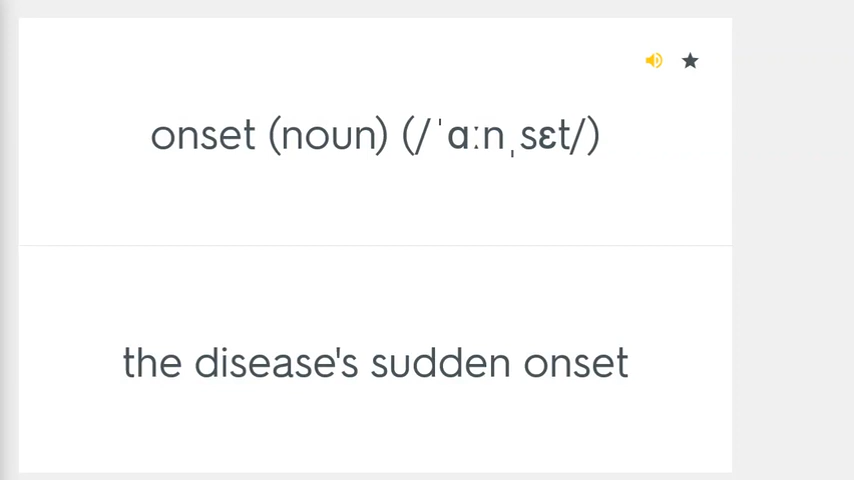 onset (noun) (/ˈɑːnˌsɛt/)
the disease's sudden onset